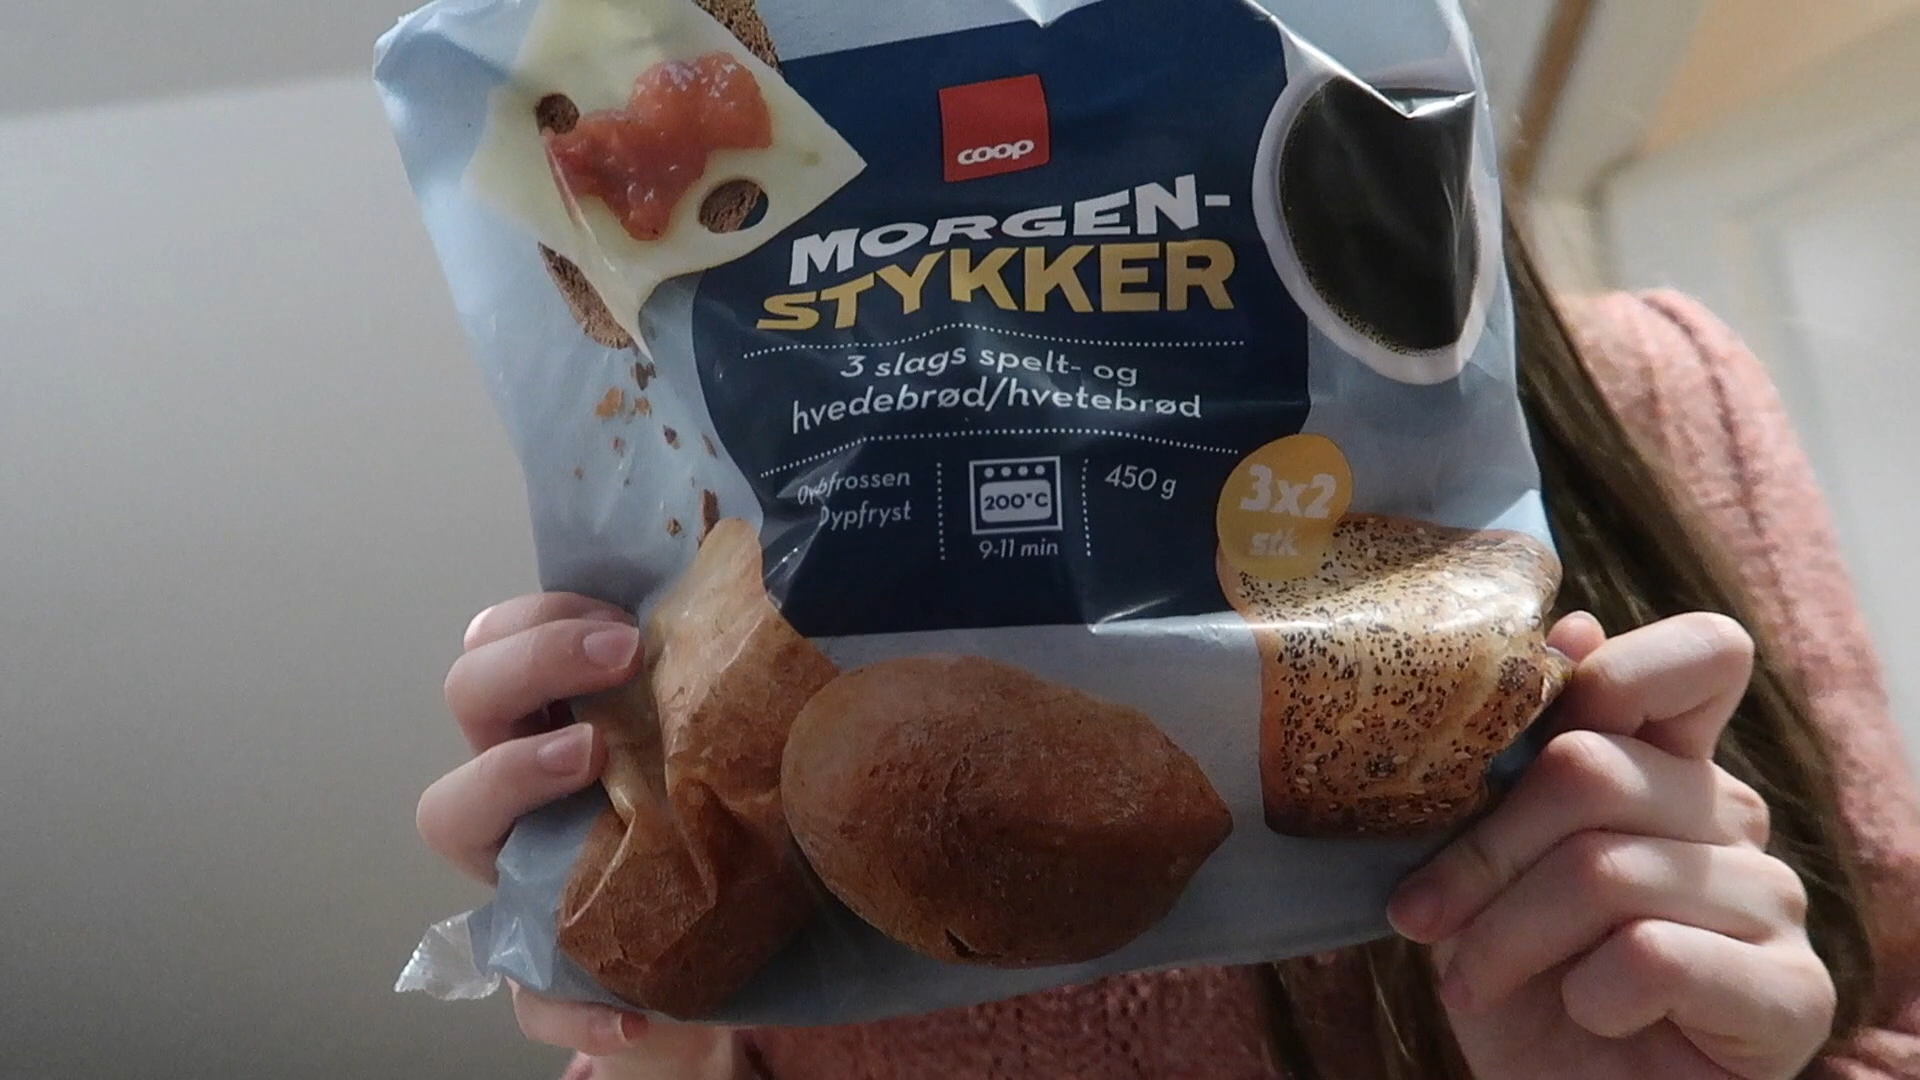 coop
MORGEN-
STYKKER
3 slags spelt- og
hvedebrød/hvetebrød
Dybfrossen
Dypfryst
200°C
9-11 min
450 g
3x2
stk